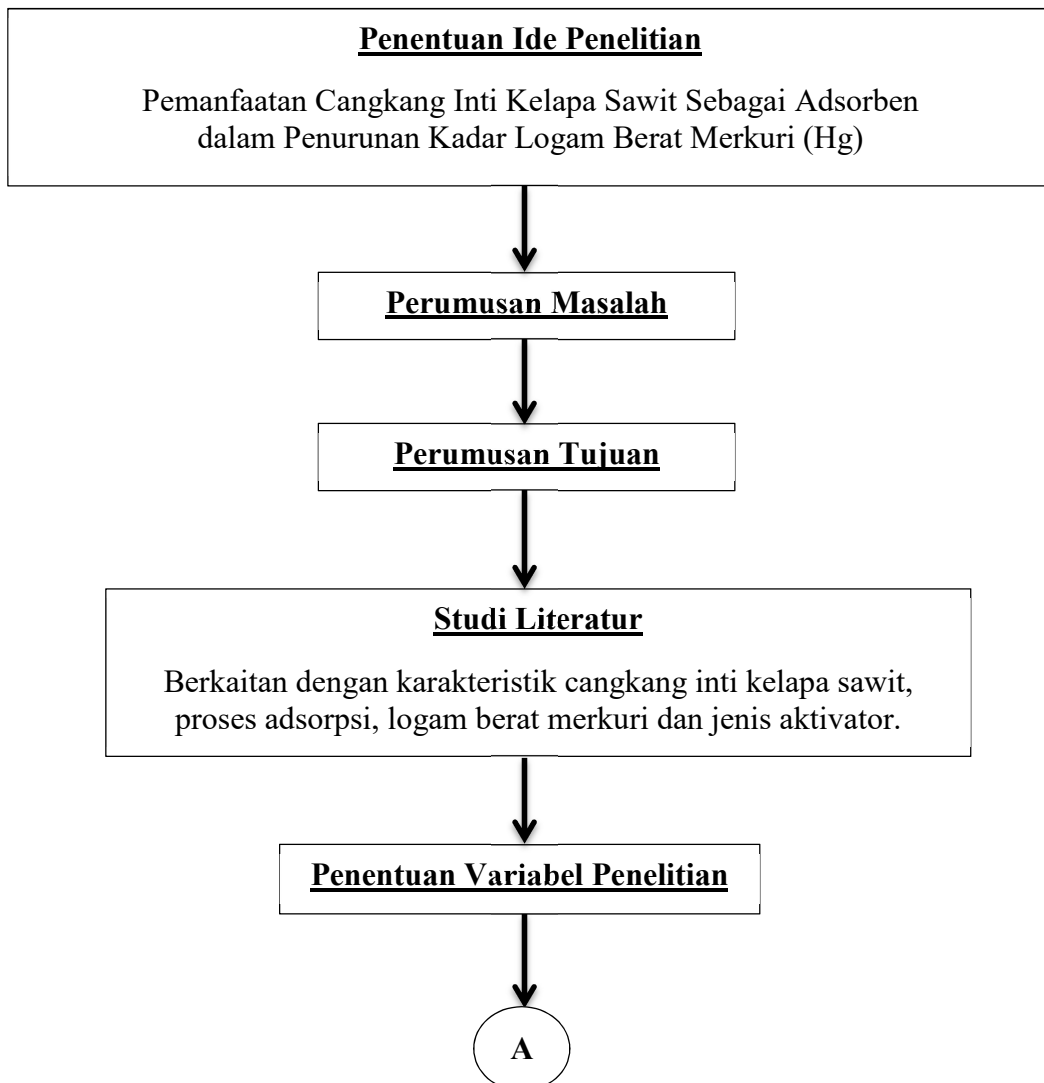 Penentuan Ide Penelitian
Pemanfaatan Cangkang Inti Kelapa Sawit Sebagai Adsorben
dalam Penurunan Kadar Logam Berat Merkuri (Hg)
Perumusan Masalah
Perumusan Tujuan
Studi Literatur
Berkaitan dengan karakteristik cangkang inti kelapa sawit,
proses adsorpsi, logam berat merkuri dan jenis aktivator.
Penentuan Variabel Penelitian
A